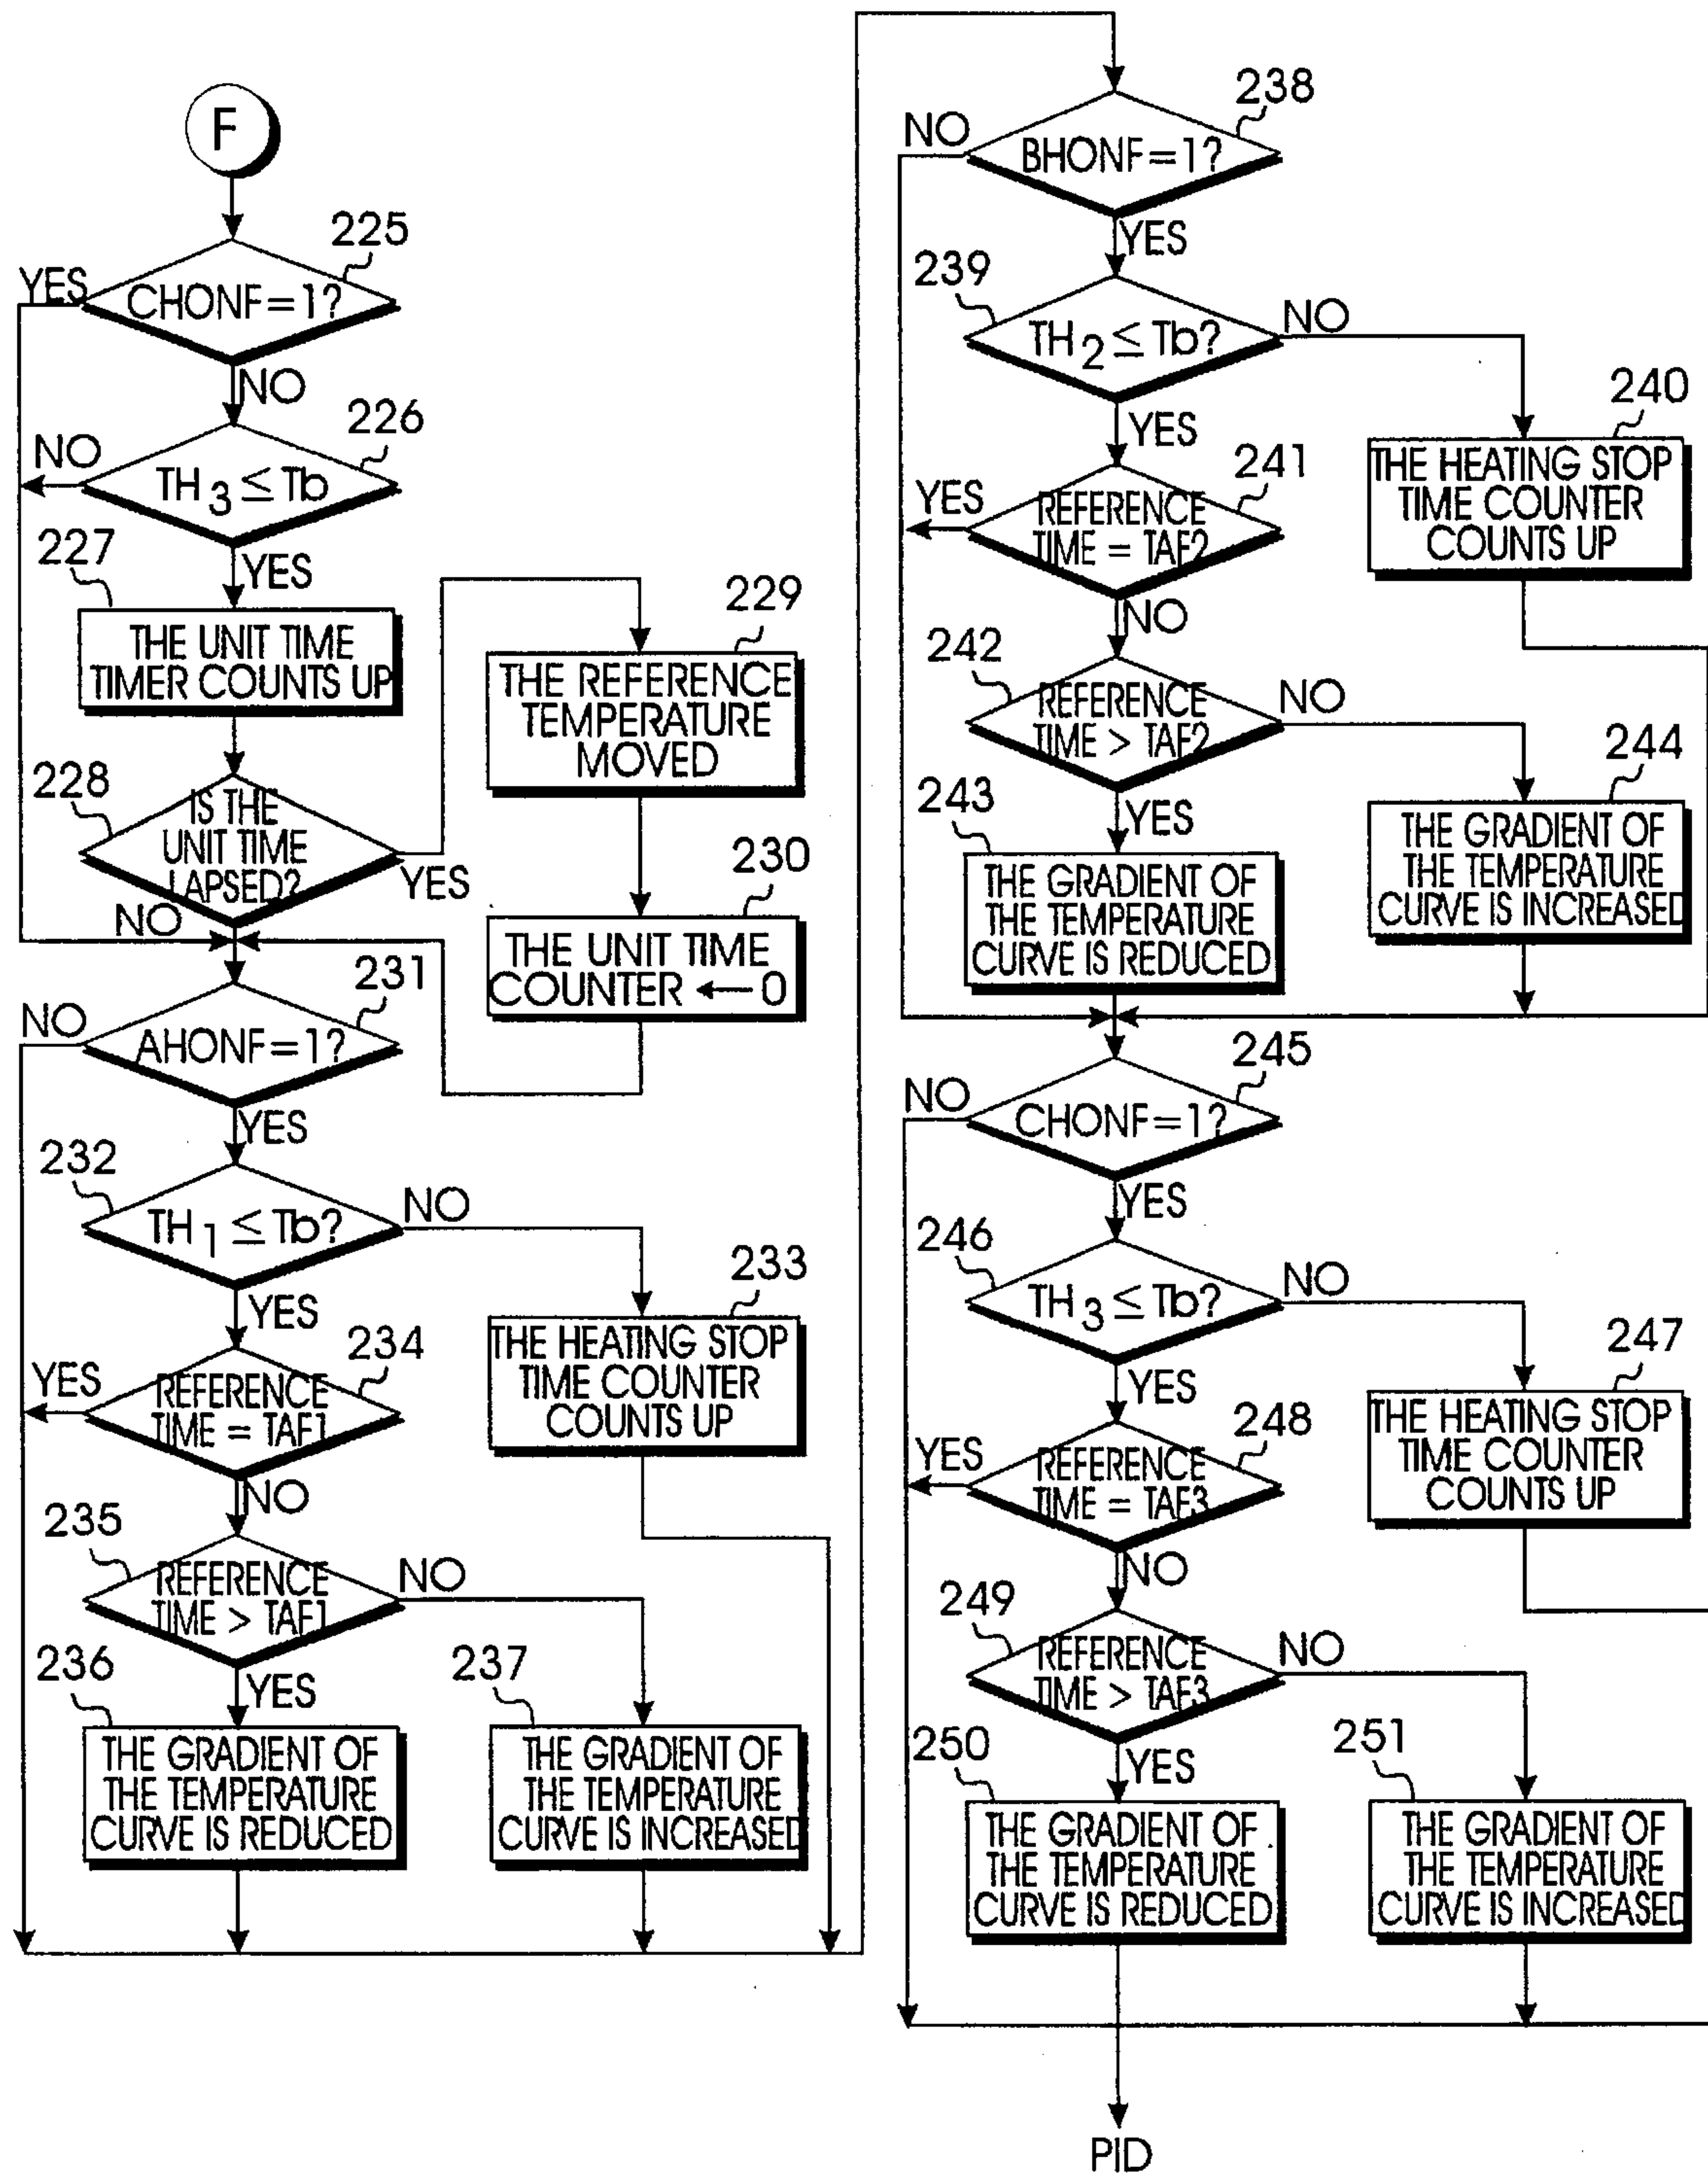 F
225
YES
CHONF=1?
NO
226
NO
TH3 ≤ Tb
227
YES
THE UNIT TIME
TIMER COUNTS UP
228
IS THE
UNIT TIME
LAPSED?
YES
NO
229
THE REFERENCE
TEMPERATURE
MOVED
230
THE UNIT TIME
COUNTER ← 0
231
NO
AHONF=1?
YES
232
TH1 ≤ Tb?
NO
233
THE HEATING STOP
TIME COUNTER
COUNTS UP
YES
234
YES
REFERENCE
TIME = TAF1
NO
235
REFERENCE
TIME > TAF1
NO
236
YES
THE GRADIENT OF
THE TEMPERATURE
CURVE IS REDUCED
237
THE GRADIENT OF
THE TEMPERATURE
CURVE IS INCREASED
238
NO
BHONF=1?
YES
239
TH2 ≤ Tb?
NO
240
THE HEATING STOP
TIME COUNTER
COUNTS UP
YES
241
YES
REFERENCE
TIME = TAF2
NO
242
REFERENCE
TIME > TAF2
NO
243
YES
THE GRADIENT OF
THE TEMPERATURE
CURVE IS REDUCED
244
THE GRADIENT OF
THE TEMPERATURE
CURVE IS INCREASED
245
NO
CHONF=1?
YES
246
TH3 ≤ Tb?
NO
247
THE HEATING STOP
TIME COUNTER
COUNTS UP
YES
248
YES
REFERENCE
TIME = TAF3
NO
249
REFERENCE
TIME > TAF3
NO
250
YES
THE GRADIENT OF
THE TEMPERATURE
CURVE IS REDUCED
251
THE GRADIENT OF
THE TEMPERATURE
CURVE IS INCREASED
PID